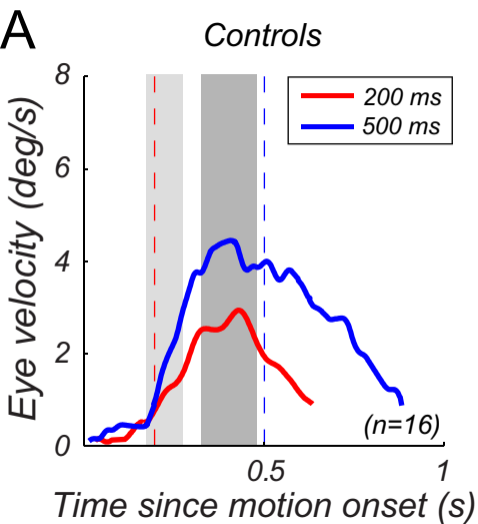 A
Controls
200 ms
500 ms
Eye velocity (deg/s)
8
6
4
2
0
(n=16)
0.5
1
Time since motion onset (s)